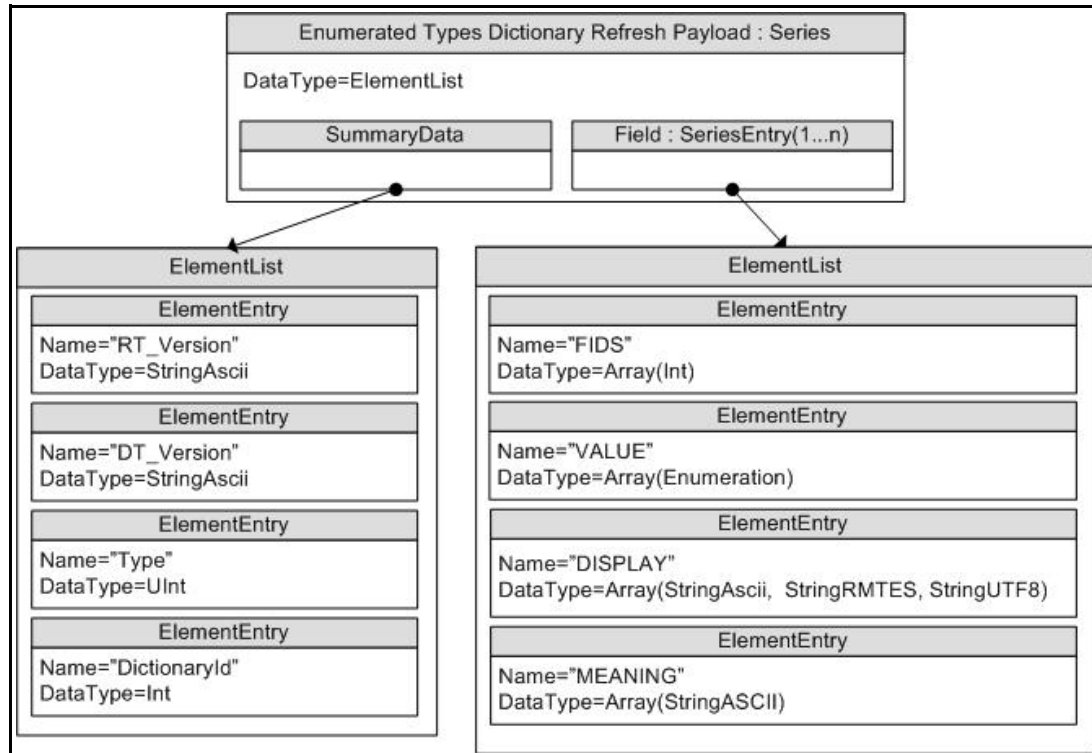 Enumerated Types Dictionary Refresh Payload : Series
DataType=ElementList
SummaryData
Field : SeriesEntry(1...n)
ElementList
ElementEntry
Name="RT_Version"
DataType=StringAscii
ElementEntry
Name="DT_Version"
DataType=StringAscii
ElementEntry
Name="Type"
DataType=UInt
ElementEntry
Name="DictionaryId"
DataType=Int
ElementList
ElementEntry
Name="FIDS"
DataType=Array(Int)
ElementEntry
Name="VALUE"
DataType=Array(Enumeration)
ElementEntry
Name="DISPLAY"
DataType=Array(StringAscii, StringRMTES, StringUTF8)
ElementEntry
Name="MEANING"
DataType=Array(StringASCII)